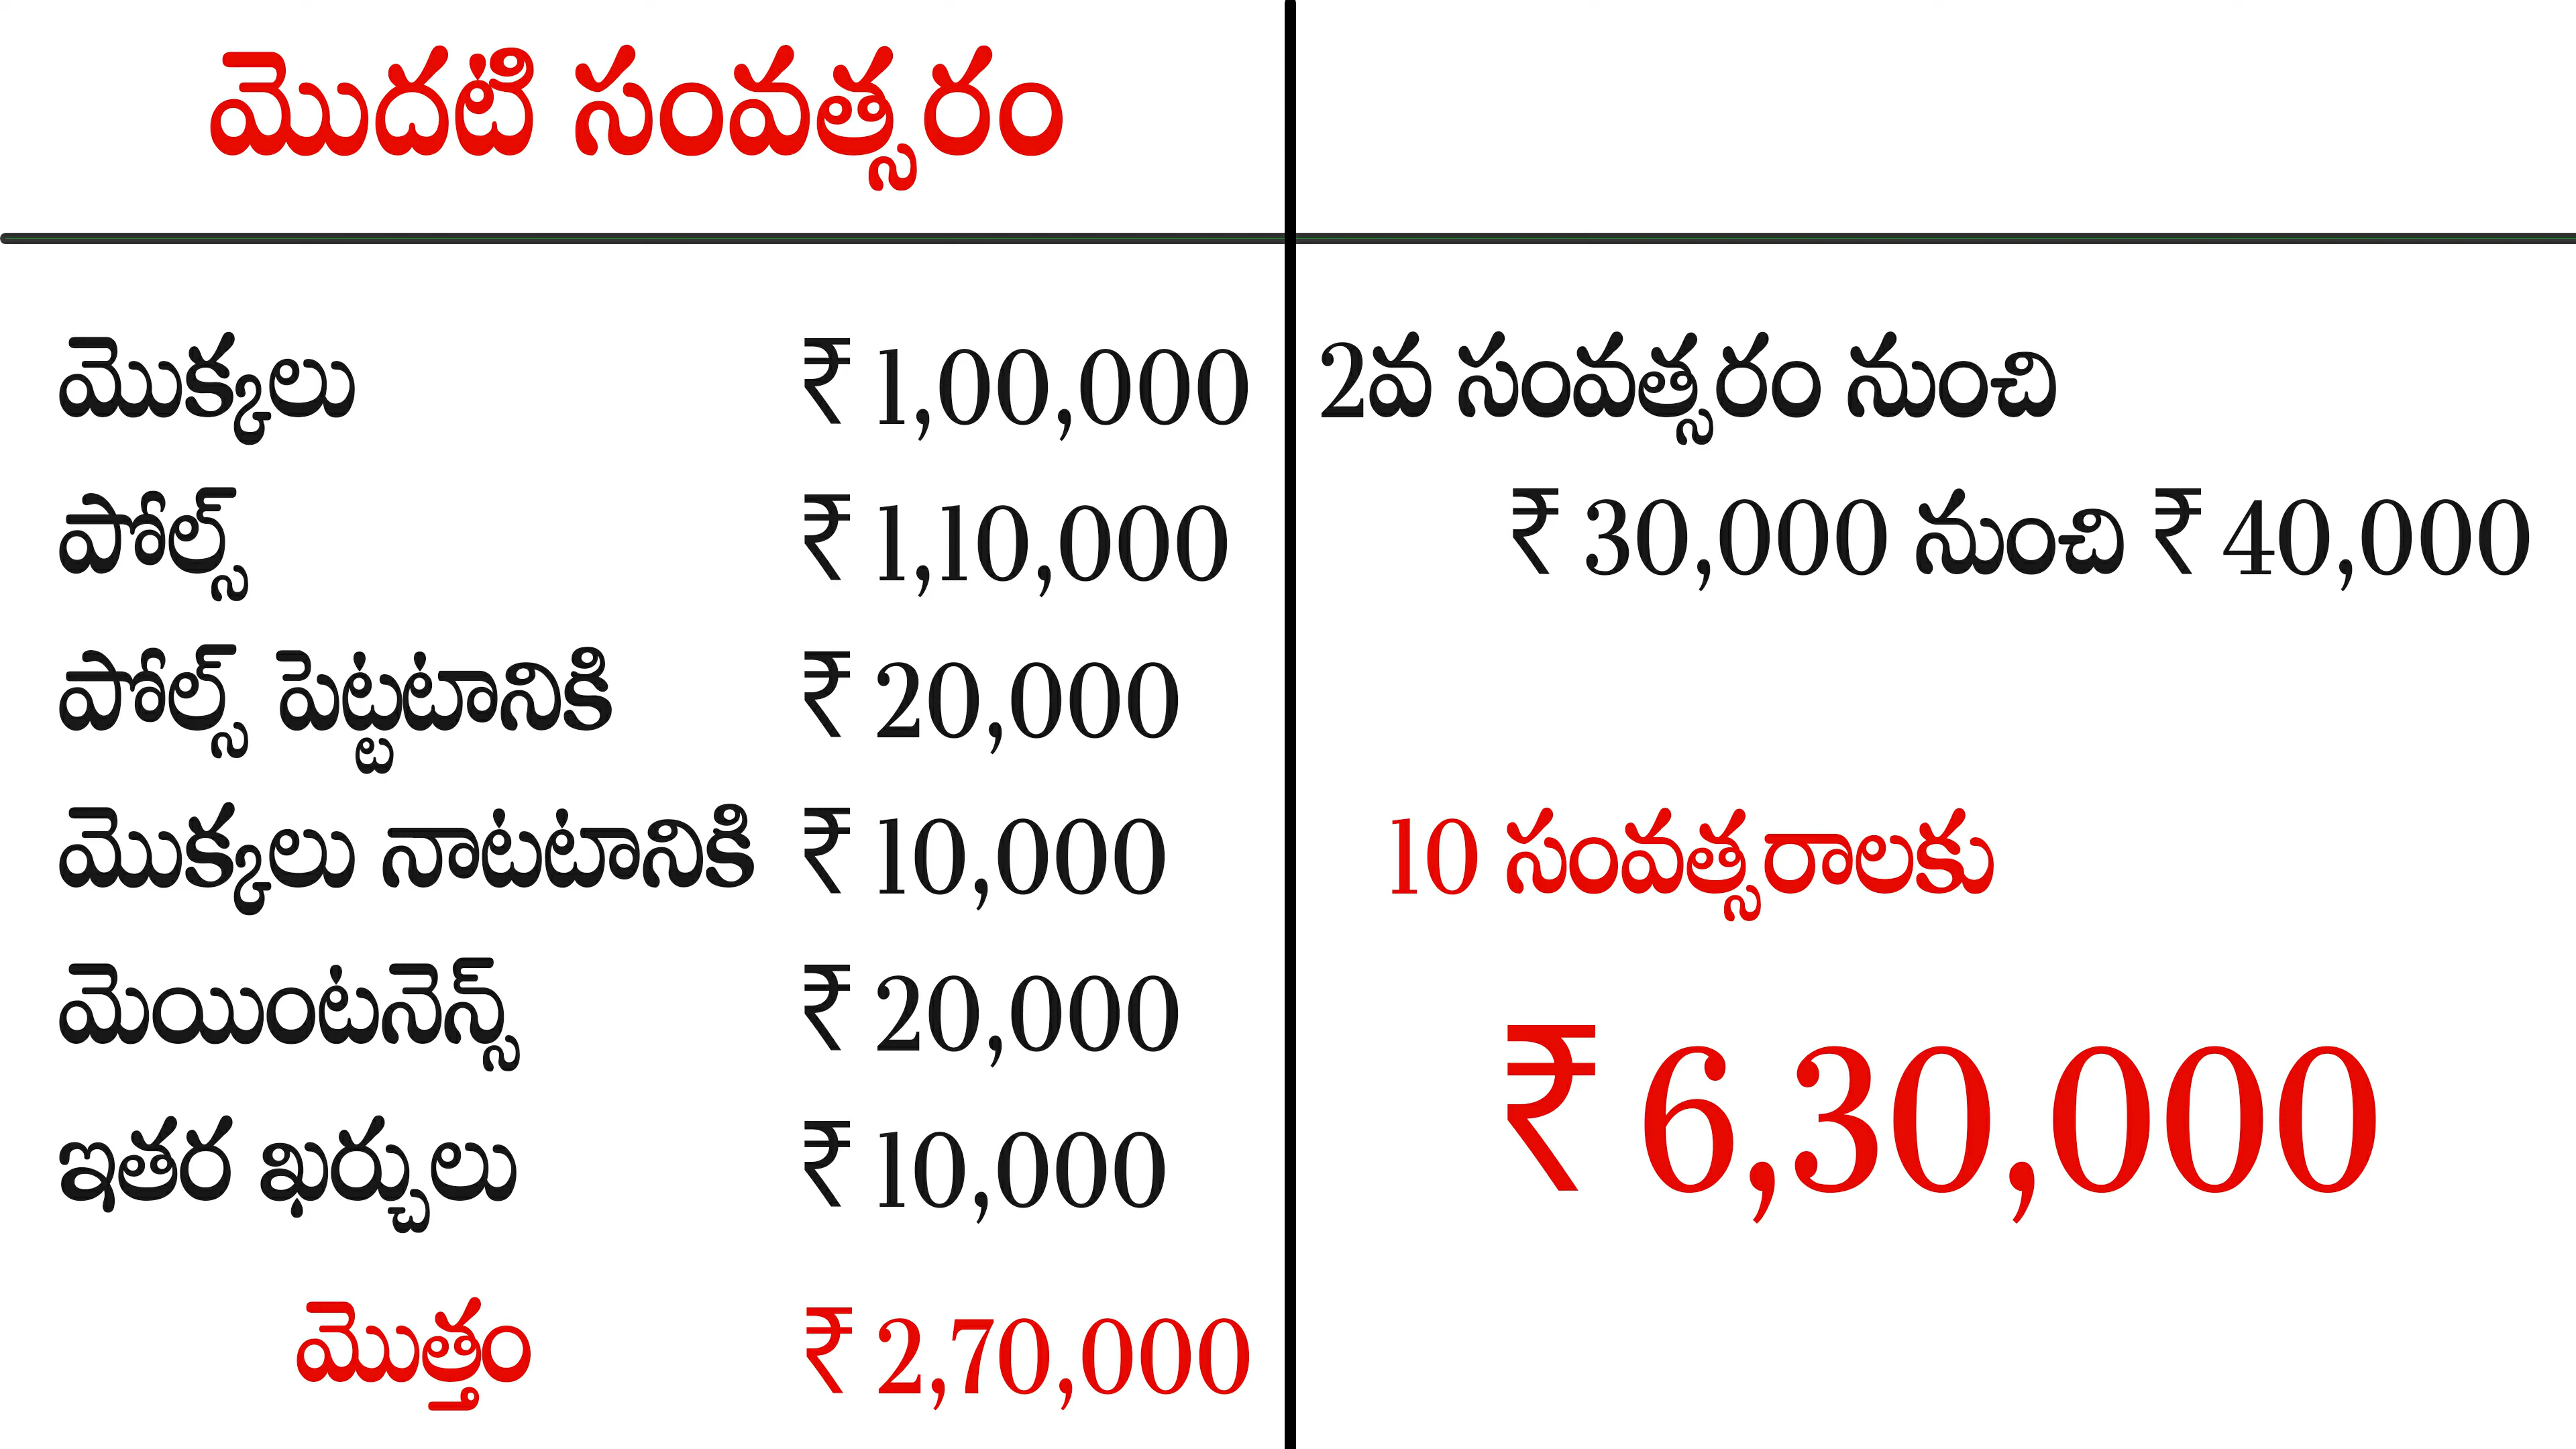 మొదటి సంవత్సరం
మొక్కలు ₹ 1,00,000
పోల్స్ ₹ 1,10,000
పోల్స్ పెట్టటానికి ₹ 20,000
మొక్కలు నాటటానికి ₹ 10,000
మెయింటనెన్స్ ₹ 20,000
ఇతర ఖర్చులు ₹ 10,000
మొత్తం ₹ 2,70,000
2వ సంవత్సరం నుంచి
₹ 30,000 నుంచి ₹ 40,000
10 సంవత్సరాలకు
₹ 6,30,000